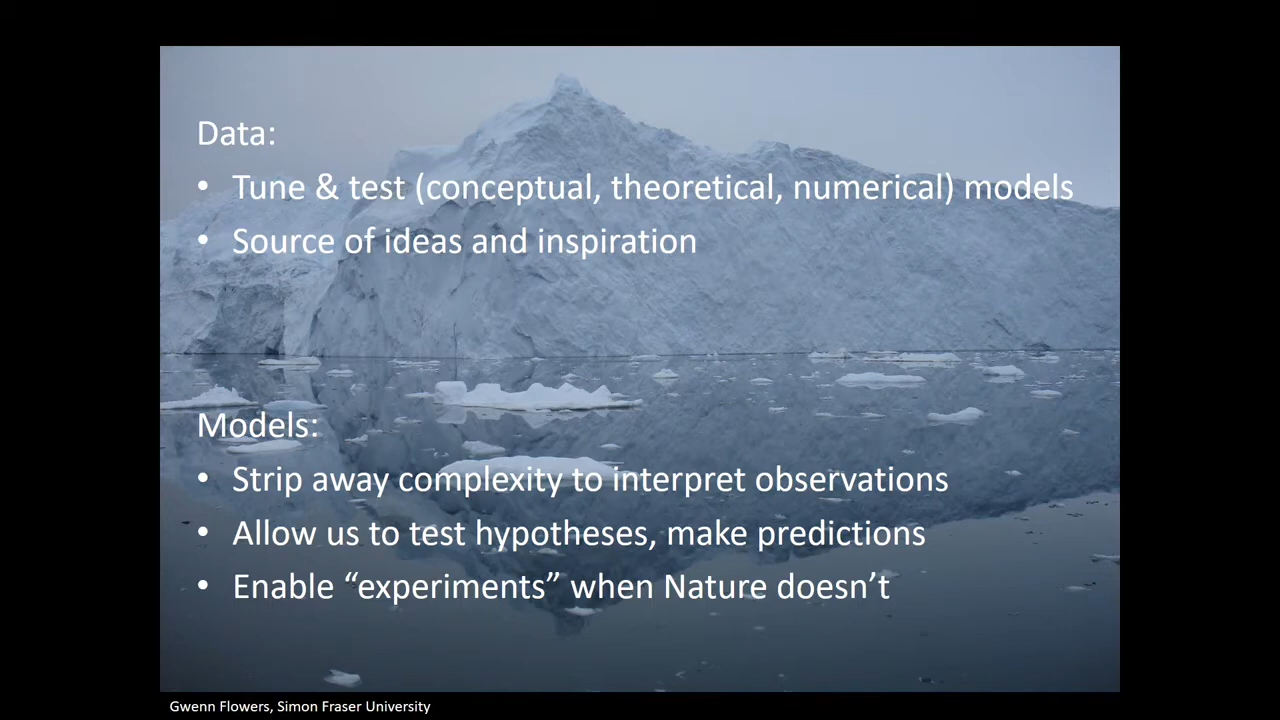 Data:
• Tune & test (conceptual, theoretical, numerical) models
• Source of ideas and inspiration
Models:
• Strip away complexity to interpret observations
• Allow us to test hypotheses, make predictions
• Enable “experiments” when Nature doesn’t
Gwenn Flowers, Simon Fraser University